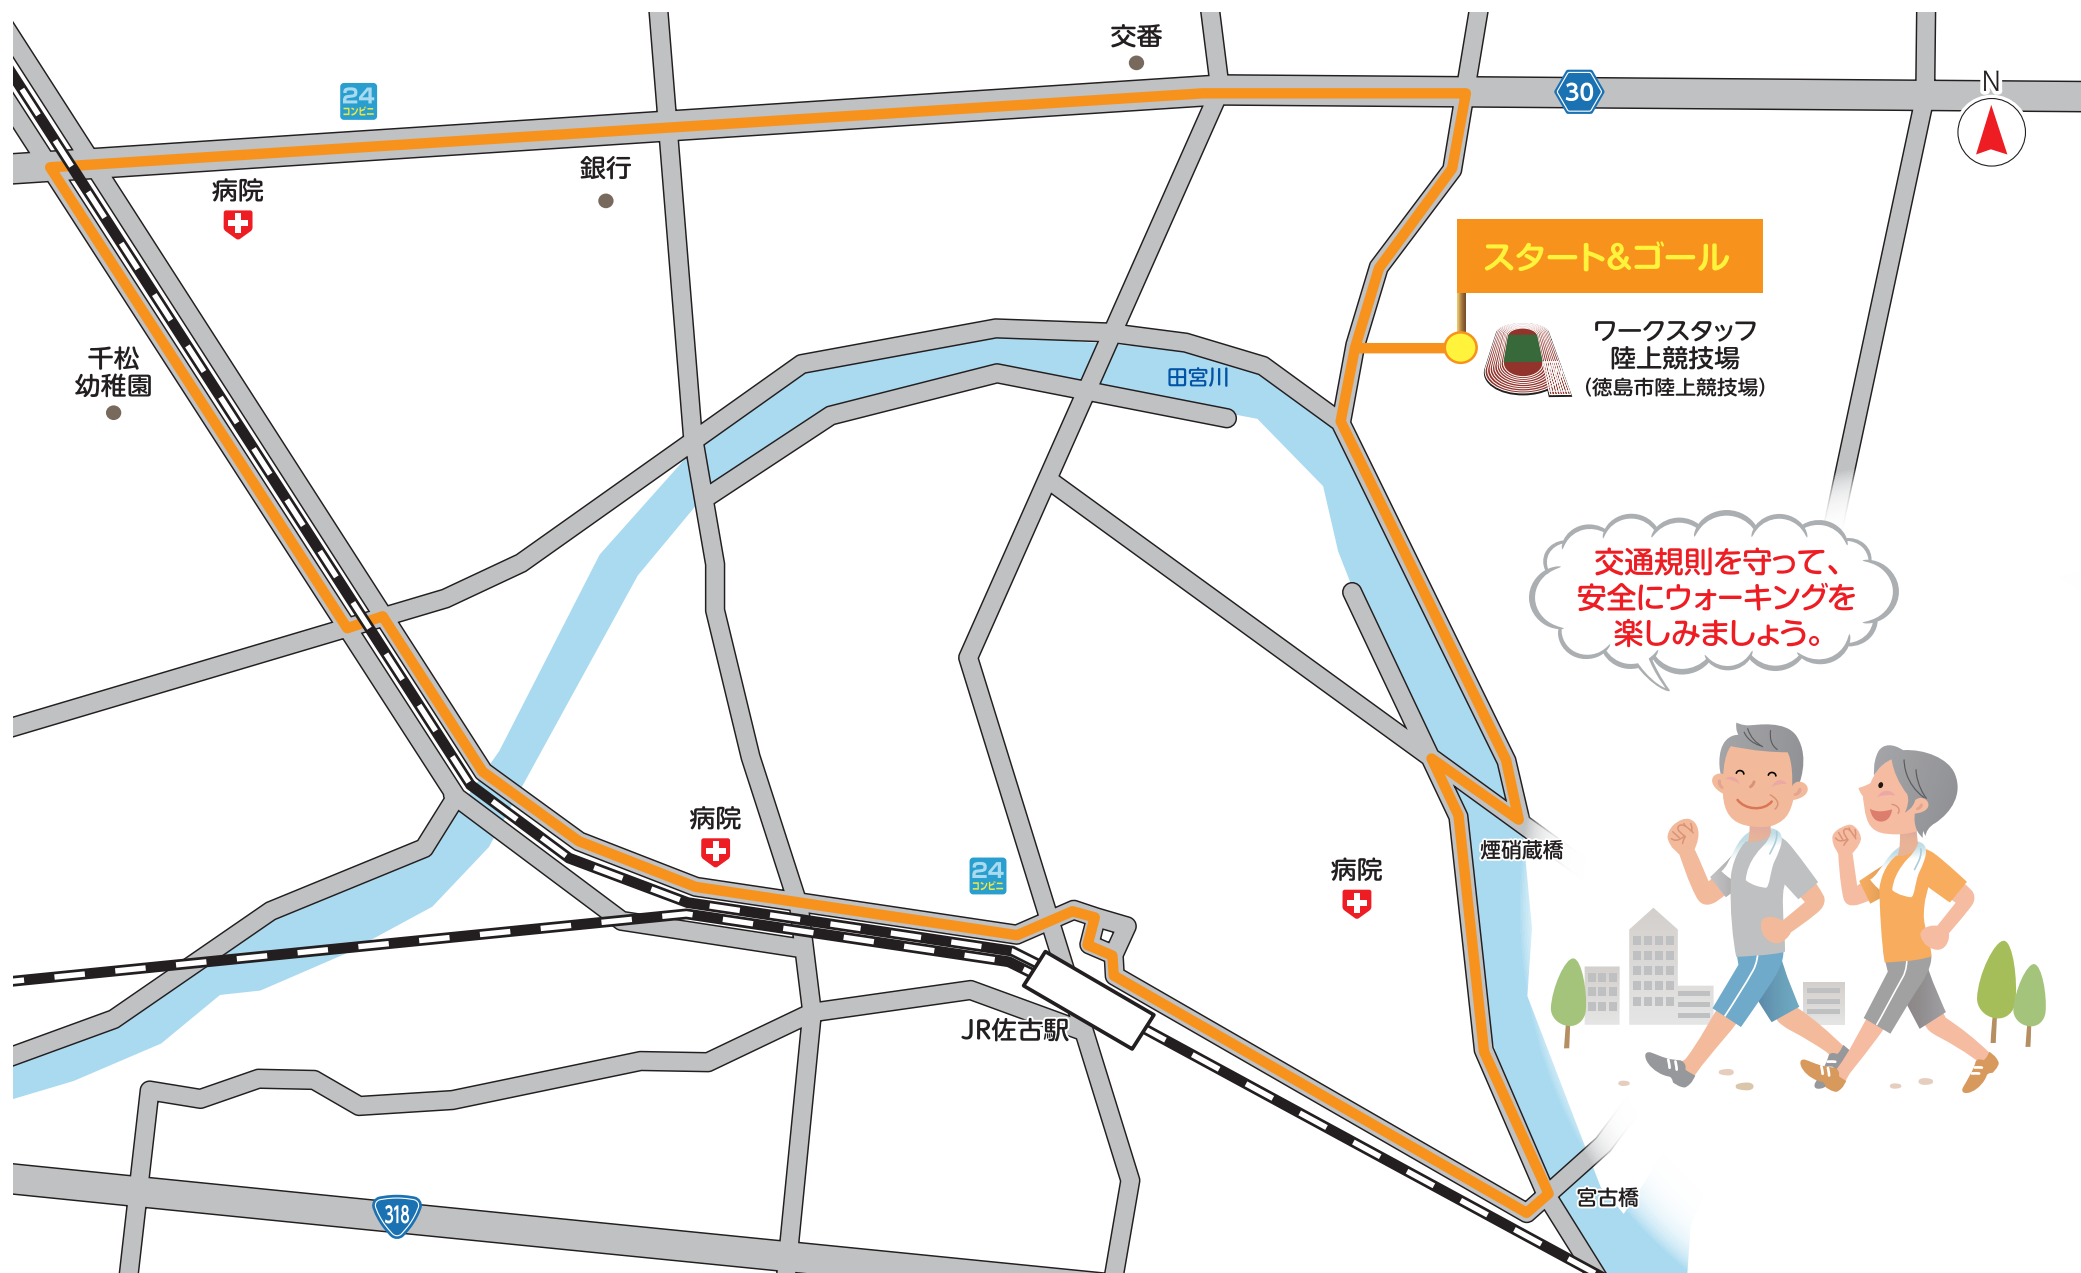 交番
24
コンビニ
30
N
銀行
病院
スタート&ゴール
ワークスタッフ
陸上競技場
(徳島市陸上競技場)
千松
幼稚園
田宮川
交通規則を守って、
安全にウォーキングを
楽しみましょう。
病院
24
コンビニ
病院
煙硝蔵橋
JR佐古駅
宮古橋
318